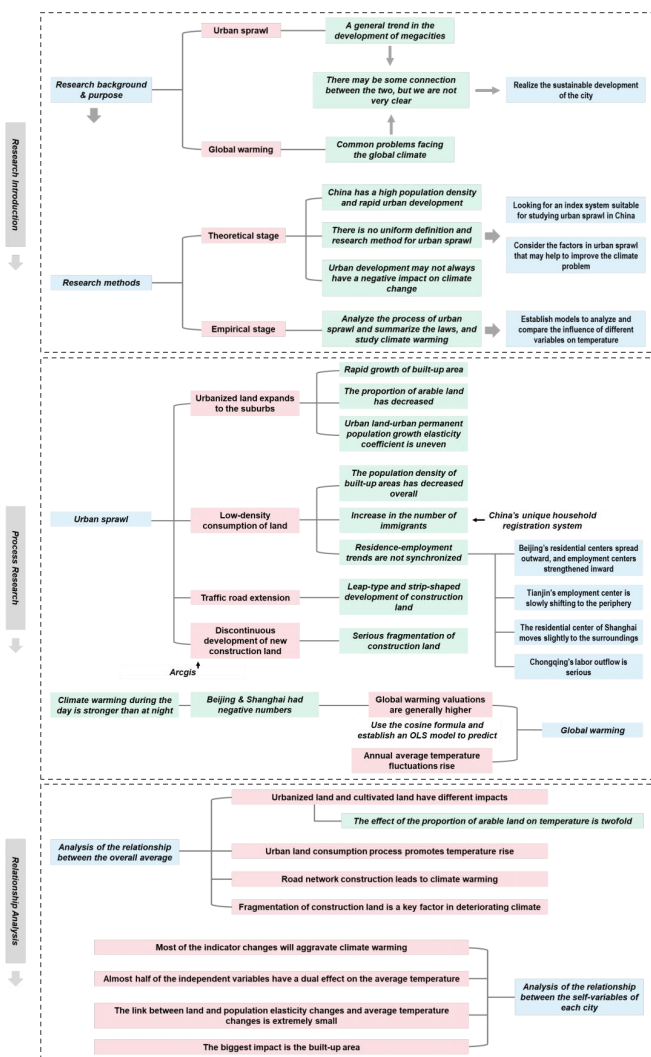 Research Introduction
Urban sprawl
A general trend in the
development of megacities
Research background
& purpose
There may be some connection
between the two, but we are not
very clear
Realize the sustainable development
of the city
Global warming
Common problems facing
the global climate
China has a high population density
and rapid urban development
Looking for an index system suitable
for studying urban sprawl in China
Theoretical stage
There is no uniform definition and
research method for urban sprawl
Consider the factors in urban sprawl
that may help to improve the climate
problem
Urban development may not always
have a negative impact on climate
change
Research methods
Empirical stage
Analyze the process of urban
sprawl and summarize the laws, and
study climate warming
Establish models to analyze and
compare the influence of different
variables on temperature
Process Research
Rapid growth of built-up area
Urbanized land expands
to the suburbs
The proportion of arable land
has decreased
Urban land-urban permanent
population growth elasticity
coefficient is uneven
The population density of
built-up areas has decreased
overall
Urban sprawl
Low-density
consumption of land
Increase in the number of
immigrants
China's unique household
registration system
Residence-employment
trends are not synchronized
Beijing's residential centers spread
outward, and employment centers
strengthened inward
Traffic road extension
Leap-type and strip-shaped
development of construction
land
Tianjin's employment center is
slowly shifting to the periphery
The residential center of Shanghai
moves slightly to the surroundings
Discontinuous
development of new
construction land
Serious fragmentation of
construction land
Chongqing's labor outflow is
serious
Arcgis
Climate warming during the
day is stronger than at night
Beijing & Shanghai had
negative numbers
Global warming valuations
are generally higher
Use the cosine formula and
establish an OLS model to predict
Global warming
Annual average temperature
fluctuations rise
Relationship Analysis
Urbanized land and cultivated land have different impacts
The effect of the proportion of arable land on temperature is twofold
Analysis of the relationship
between the overall average
Urban land consumption process promotes temperature rise
Road network construction leads to climate warming
Fragmentation of construction land is a key factor in deteriorating climate
Most of the indicator changes will aggravate climate warming
Almost half of the independent variables have a dual effect on the average temperature
Analysis of the relationship
between the self-variables of
each city
The link between land and population elasticity changes and average temperature
changes is extremely small
The biggest impact is the built-up area